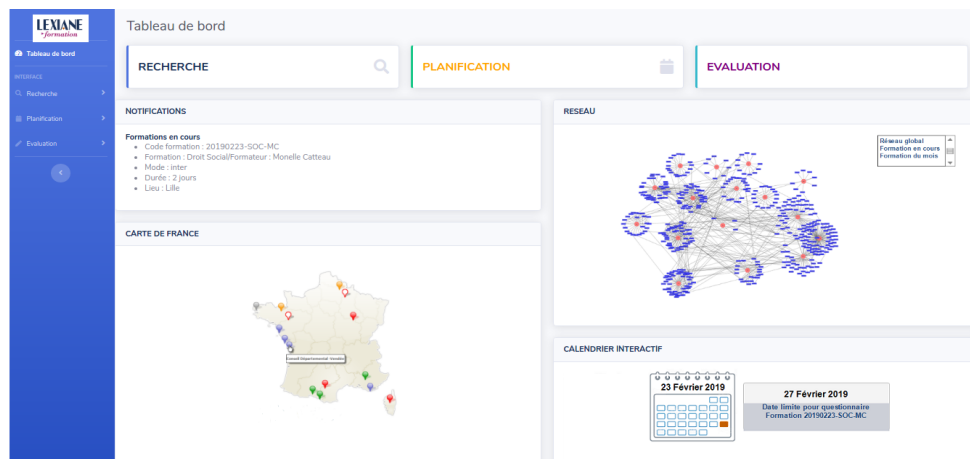 LEXIANE
formation
Tableau de bord
INTERFACE
Recherche
Planification
Evaluation
Tableau de bord
RECHERCHE
PLANIFICATION
EVALUATION
NOTIFICATIONS
Formations en cours
Code formation : 20190223-SOC-MC
Formation : Droit Social/Formateur : Monelle Catteau
Mode : inter
Durée : 2 jours
Lieu : Lille
CARTE DE FRANCE
Conseil Départemental -Vendée
RESEAU
Réseau global
Formation en cours
Formation du mois
CALENDRIER INTERACTIF
23 Février 2019
27 Février 2019
Date limite pour questionnaire
Formation 20190223-SOC-MC